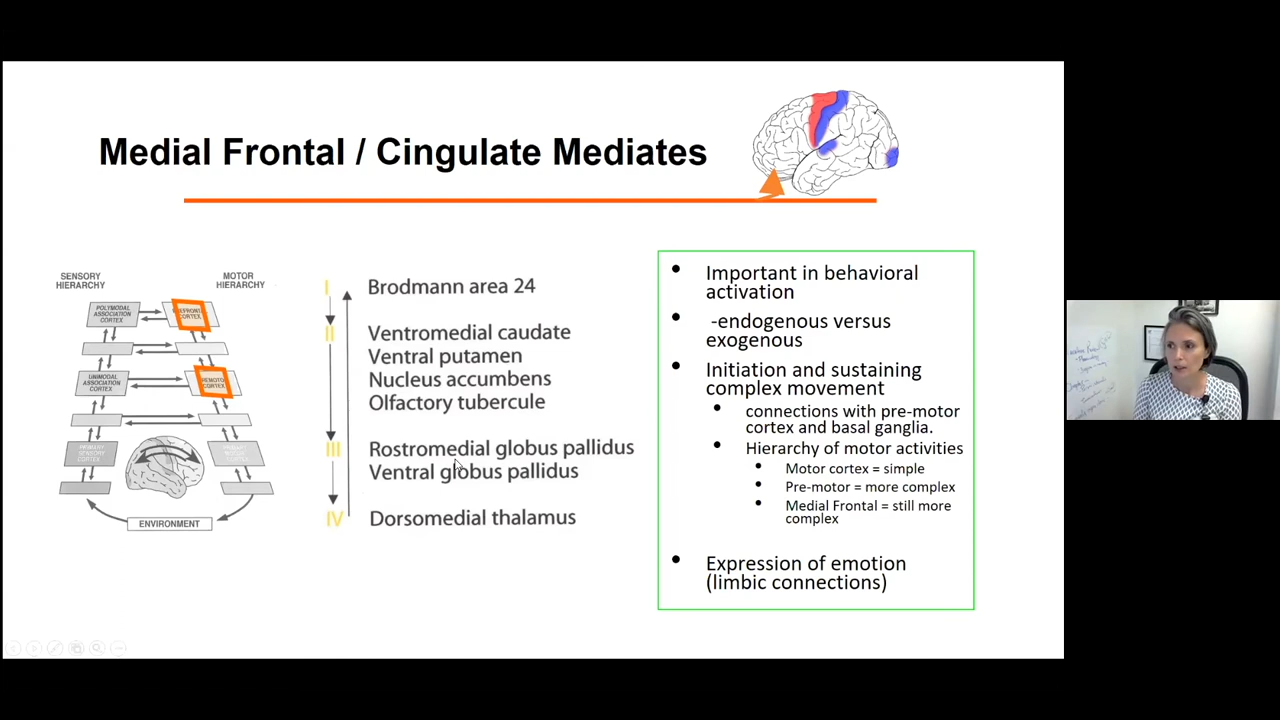 Medial Frontal / Cingulate Mediates
SENSORY
HIERARCHY
MOTOR
HIERARCHY
POLYMODAL
ASSOCIATION
CORTEX
CORTEX
UNIMODAL
ASSOCIATION
CORTEX
CORTEX
PRIMARY
SENSORY
CORTEX
CORTEX
ENVIRONMENT
I
Brodmann area 24
II
Ventromedial caudate
Ventral putamen
Nucleus accumbens
Olfactory tubercule
III
Rostromedial globus pallidus
Ventral globus pallidus
IV
Dorsomedial thalamus
• Important in behavioral
activation
• -endogenous versus
exogenous
• Initiation and sustaining
complex movement
• connections with pre-motor
cortex and basal ganglia.
• Hierarchy of motor activities
• Motor cortex = simple
• Pre-motor = more complex
• Medial Frontal = still more
complex
• Expression of emotion
(limbic connections)